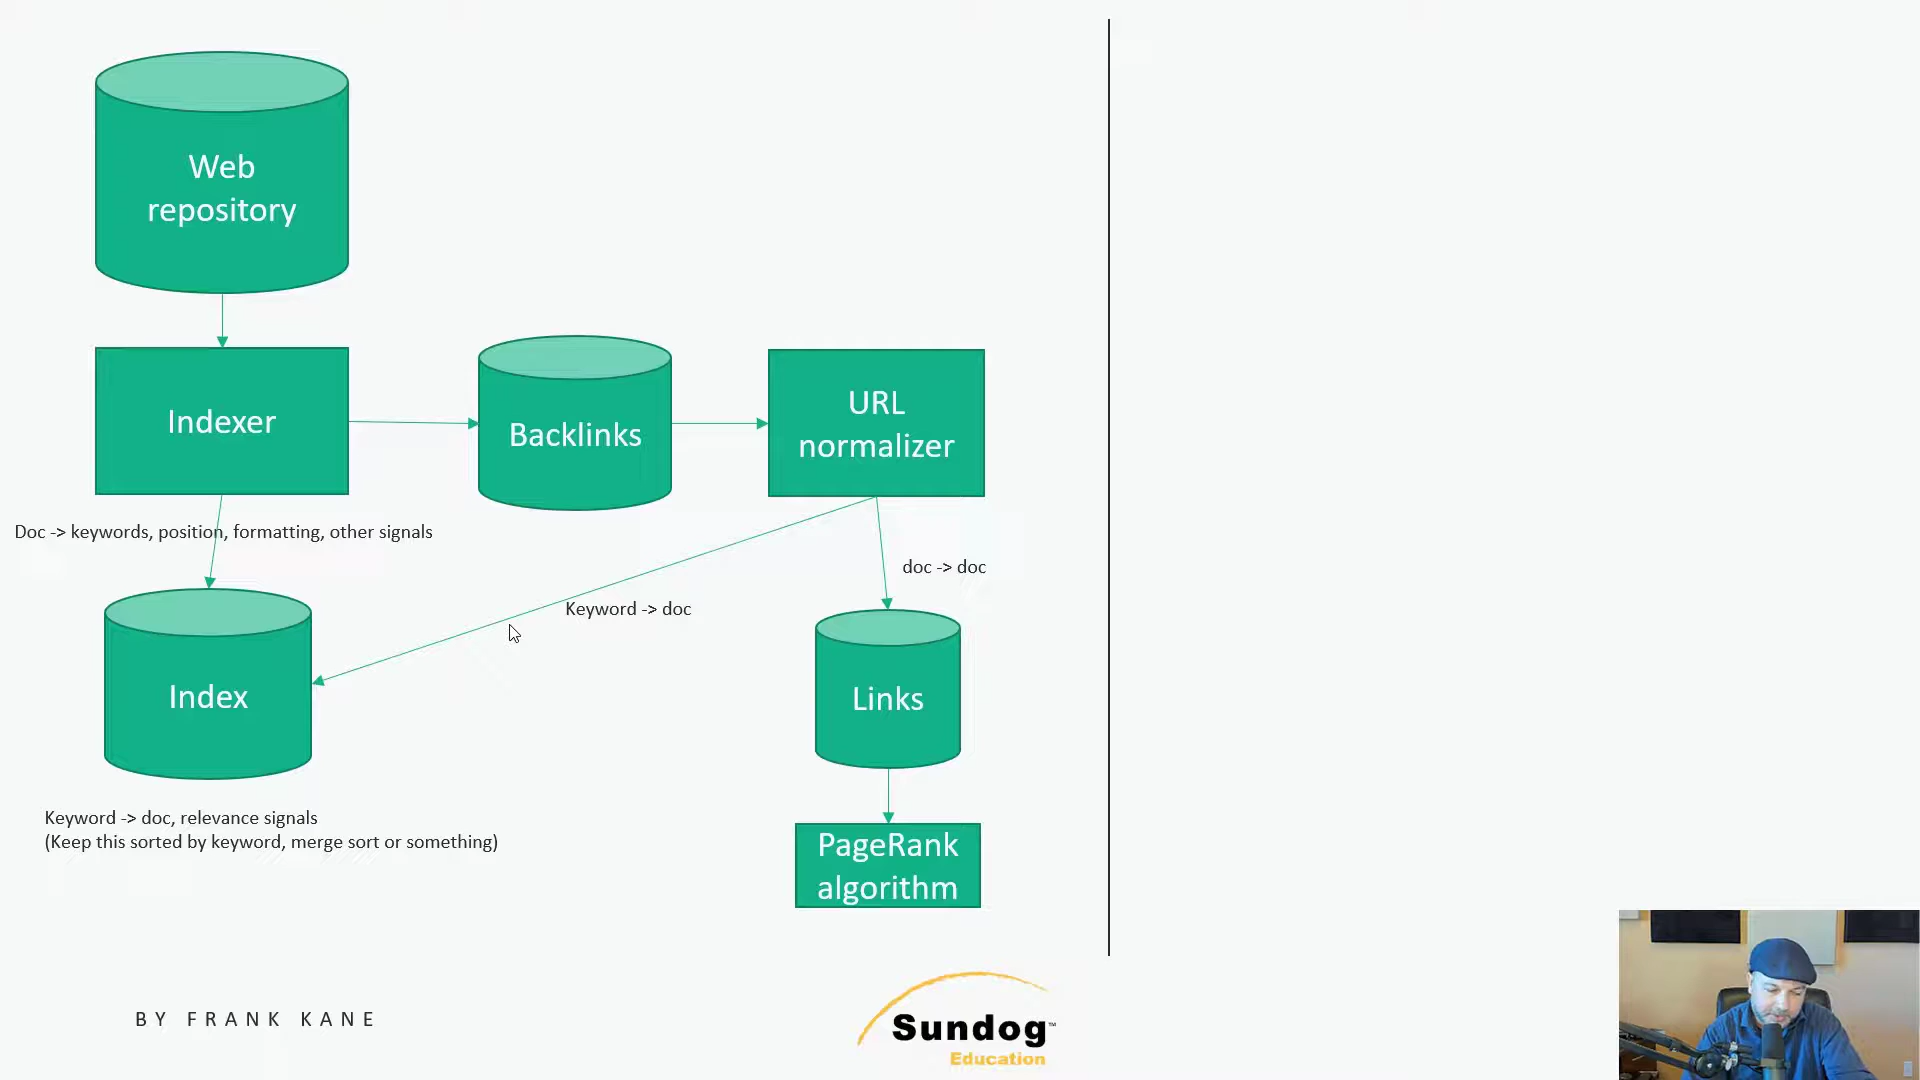 Web
repository
Indexer
Backlinks
URL
normalizer
Doc -> keywords, position, formatting, other signals
doc -> doc
Keyword -> doc
Index
Links
Keyword -> doc, relevance signals
(Keep this sorted by keyword, merge sort or something)
PageRank
algorithm
BY FRANK KANE
Sundog™
Education